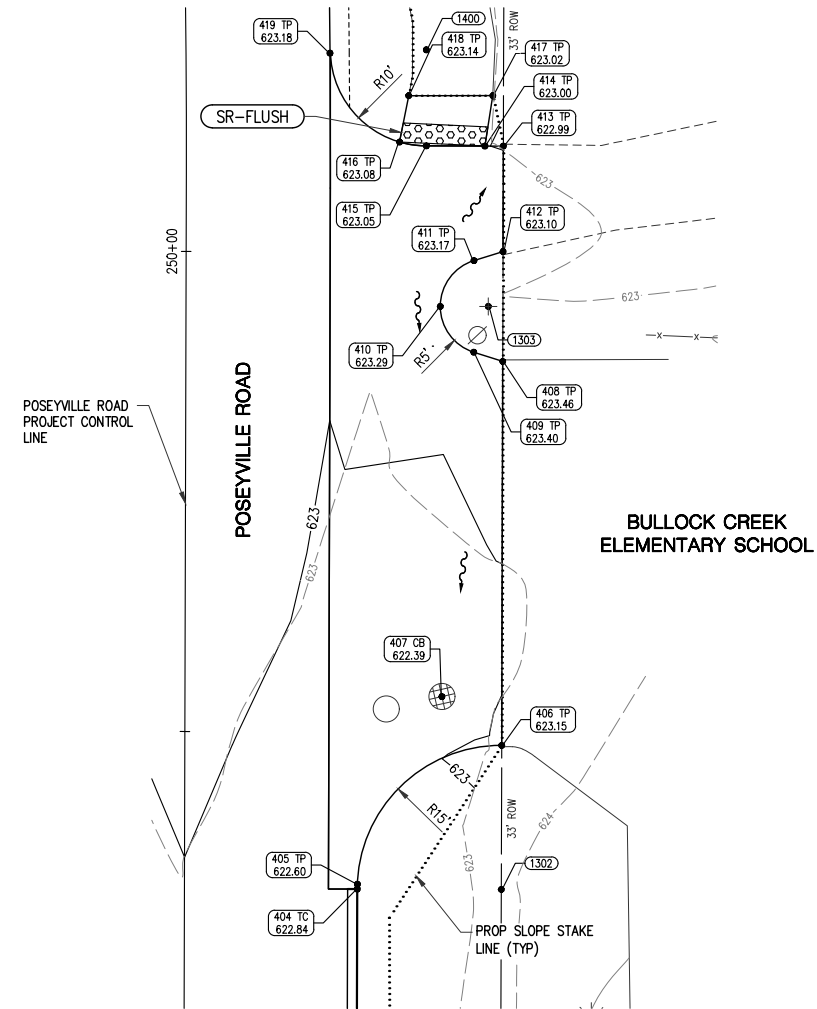 419 TP
623.18
1400
418 TP
623.14
33' ROW
417 TP
623.02
R10'
414 TP
623.00
SR-FLUSH
413 TP
622.99
416 TP
623.08
623
415 TP
623.05
412 TP
623.10
411 TP
623.17
250+00
623
1303
410 TP
623.29
R5'
408 TP
623.46
POSEYVILLE ROAD
PROJECT CONTROL
LINE
POSEYVILLE ROAD
409 TP
623.40
623
BULLOCK CREEK
ELEMENTARY SCHOOL
623
407 CB
622.39
406 TP
623.15
623
R15'
33' ROW
624
623
405 TP
622.60
1302
404 TC
622.84
PROP SLOPE STAKE
LINE (TYP)